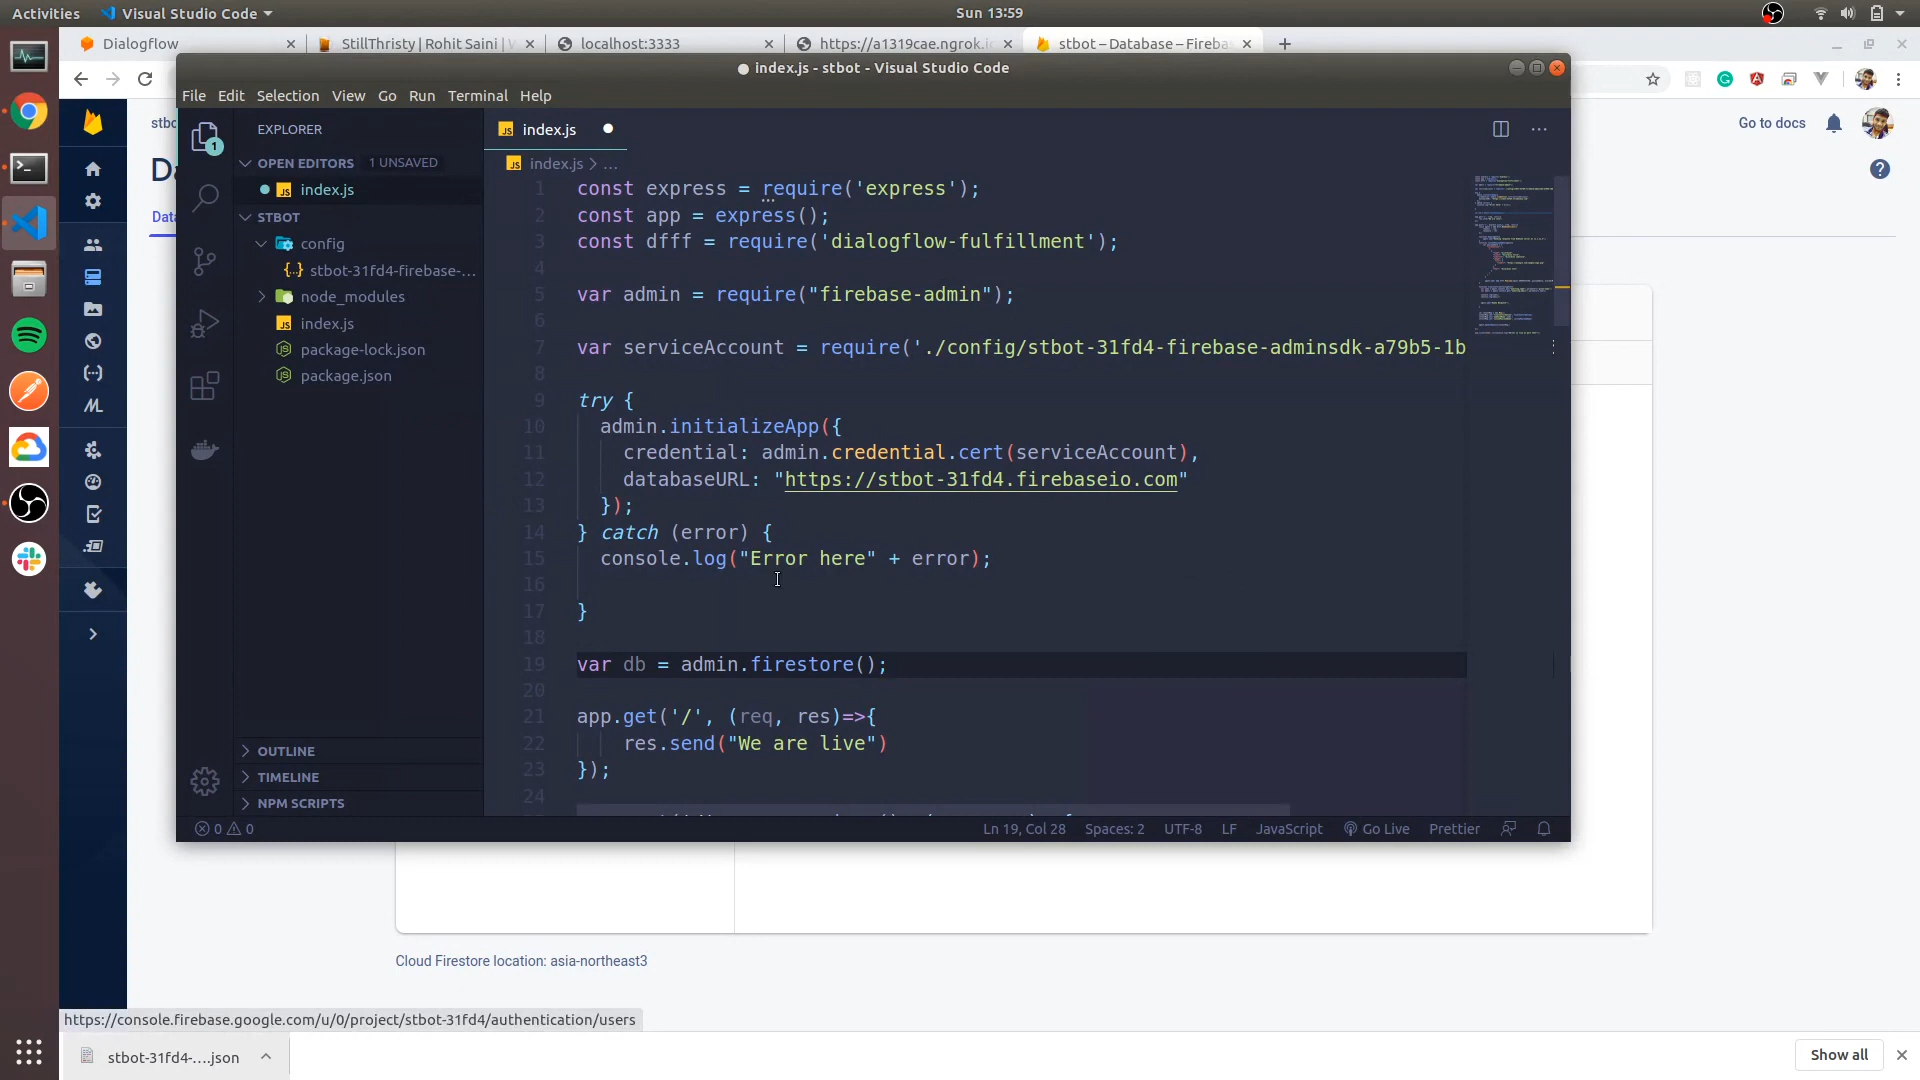 Activities
Visual Studio Code
Sun 13:59
Dialogflow
StillThristy | Rohit Saini |
localhost:3333
https://a1319cae.ngrok.i
stbot – Database – Fireba
index.js - stbot - Visual Studio Code
File Edit Selection View Go Run Terminal Help
Go to docs
EXPLORER
OPEN EDITORS 1 UNSAVED
index.js
STBOT
config
stbot-31fd4-firebase-...
node_modules
index.js
package-lock.json
package.json
OUTLINE
TIMELINE
NPM SCRIPTS
1
index.js
index.js > ...
1 const express = require('express');
2 const app = express();
3 const dfff = require('dialogflow-fulfillment');
4
5 var admin = require("firebase-admin");
6
7 var serviceAccount = require('./config/stbot-31fd4-firebase-adminsdk-a79b5-1b
8
9 try {
10 admin.initializeApp({
11 credential: admin.credential.cert(serviceAccount),
12 databaseURL: "https://stbot-31fd4.firebaseio.com"
13 });
14 } catch (error) {
15 console.log("Error here" + error);
16
17 }
18
19 var db = admin.firestore();
20
21 app.get('/', (req, res)=>{
22 res.send("We are live")
23 });
24
0 0
Ln 19, Col 28 Spaces: 2 UTF-8 LF JavaScript Go Live Prettier
stbc
Da
Data
ML
Cloud Firestore location: asia-northeast3
https://console.firebase.google.com/u/0/project/stbot-31fd4/authentication/users
stbot-31fd4-....json
Show all